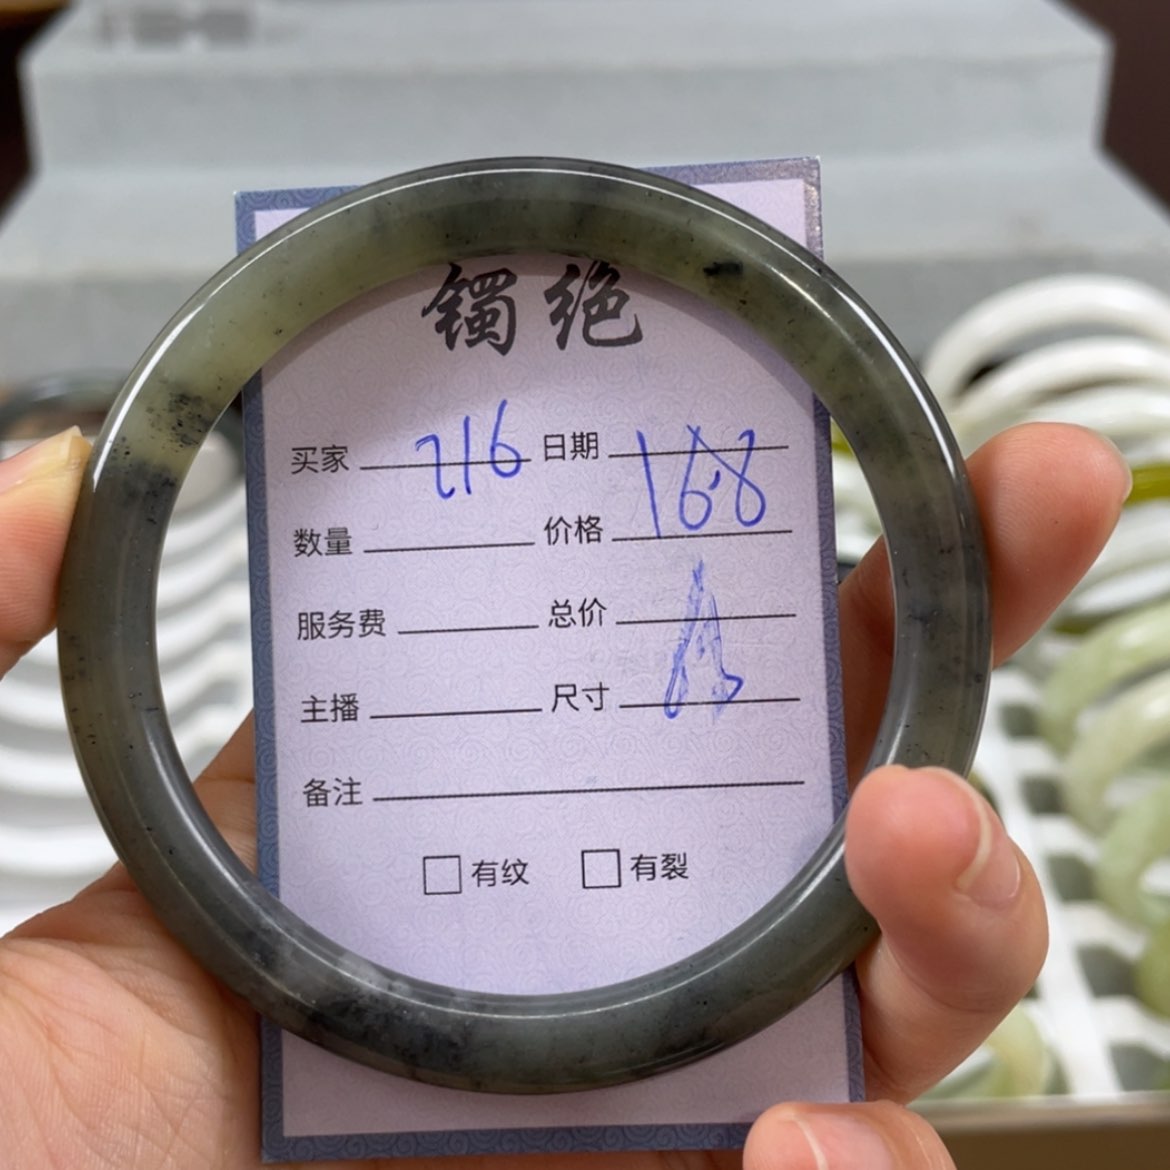 镯绝
买家 216 日期
数量 价格 168
服务费 总价
主播 尺寸
备注
有纹 有裂